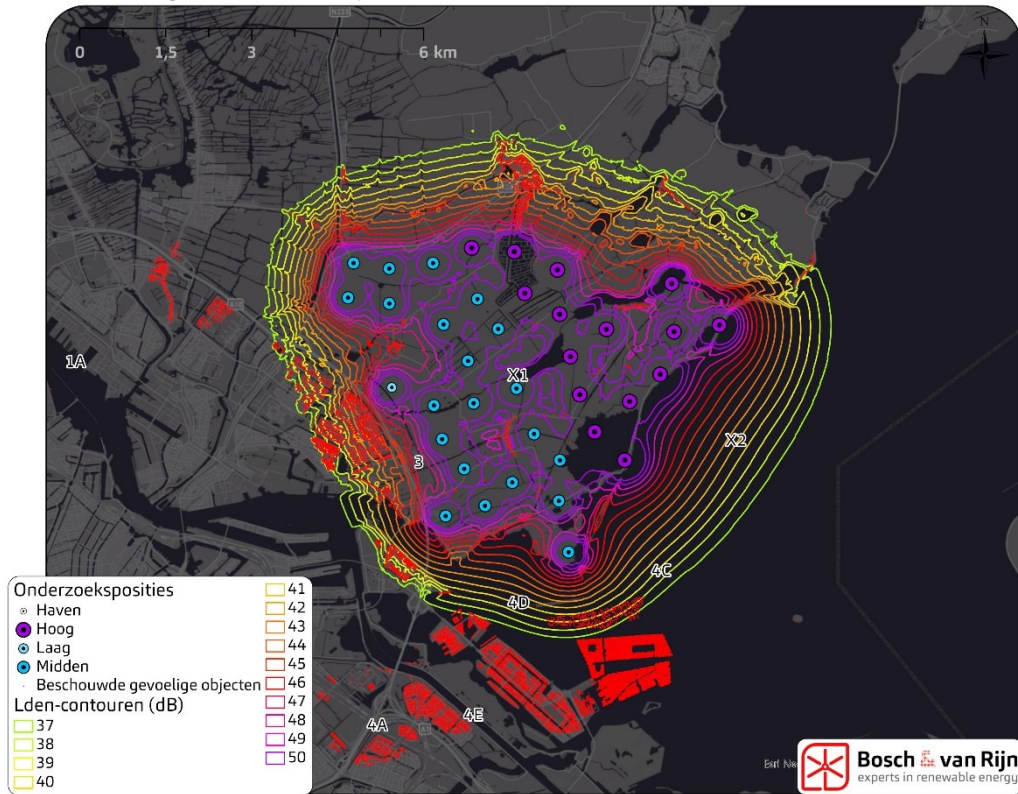 N
0
1,5
3
6 km
1A
X1
X2
3
4C
4D
4E
4A
Onderzoeksposities
Haven
Hoog
Laag
Midden
Beschouwde gevoelige objecten
Lden-contouren (dB)
37
38
39
40
41
42
43
44
45
46
47
48
49
50
Bosch & van Rijn
experts in renewable energy